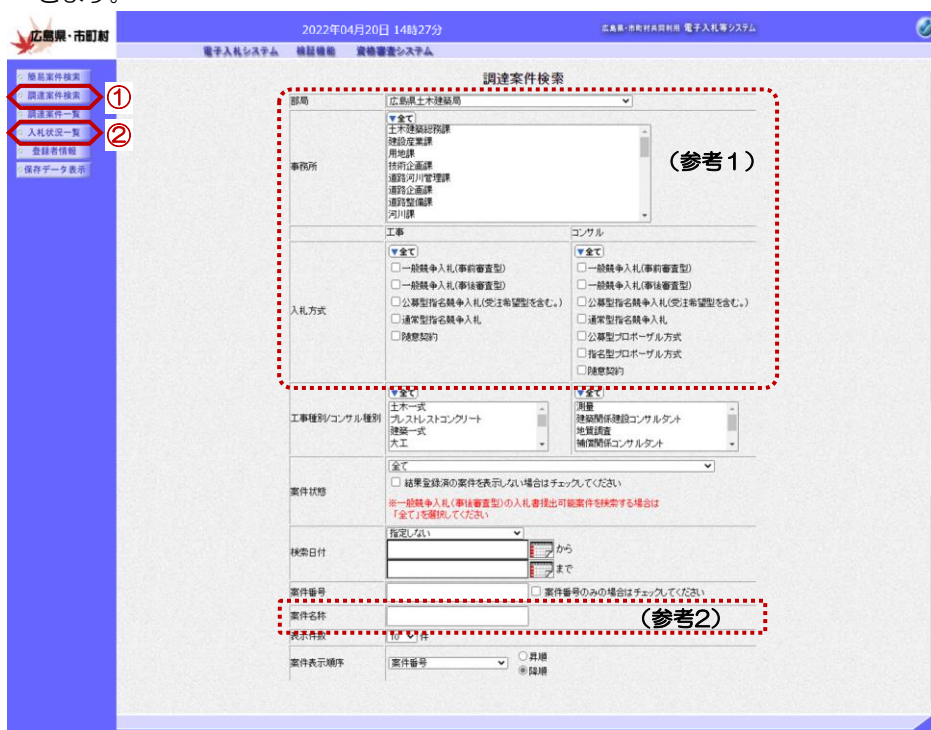 きます。
広島県・市町村
2022年04月20日 14時27分
広島県・市町村共同利用 電子入札等システム
電子入札システム 検証機能 資格審査システム
簡易案件検索
調達案件検索 ①
調達案件一覧
入札状況一覧 ②
登録者情報
保存データ表示
調達案件検索
部局 広島県土木建築局
事務所
▼全て
土木建築総務課
建設産業課
用地課
技術企画課
道路河川管理課
道路企画課
道路整備課
河川課
(参考1)
工事 コンサル
入札方式
▼全て ▼全て
一般競争入札(事前審査型) 一般競争入札(事前審査型)
一般競争入札(事後審査型) 一般競争入札(事後審査型)
公募型指名競争入札(受注希望型を含む。) 公募型指名競争入札(受注希望型を含む。)
通常型指名競争入札 通常型指名競争入札
随意契約 公募型プロポーザル方式
指名型プロポーザル方式
随意契約
工事種別/コンサル種別
▼全て ▼全て
土木一式 測量
プレストレストコンクリート 建築関係建設コンサルタント
建築一式 地質調査
大工 補償関係コンサルタント
案件状態
全て
結果登録済の案件を表示しない場合はチェックしてください
※一般競争入札(事後審査型)の入札書提出可能案件を検索する場合は
「全て」を選択してください
検索日付
指定しない
から
まで
案件番号 案件番号のみの場合はチェックしてください
案件名称 (参考2)
表示件数 10 件
案件表示順序 案件番号 昇順
降順